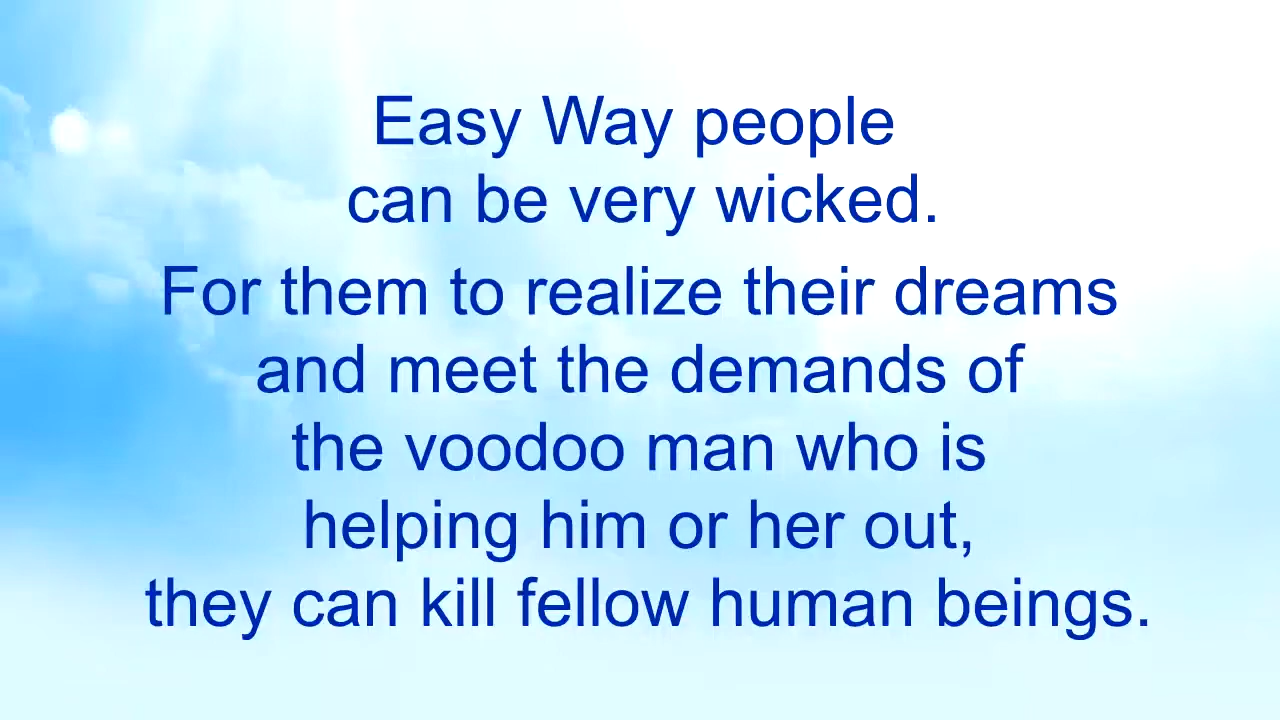 Easy Way people
can be very wicked.
For them to realize their dreams
and meet the demands of
the voodoo man who is
helping him or her out,
they can kill fellow human beings.